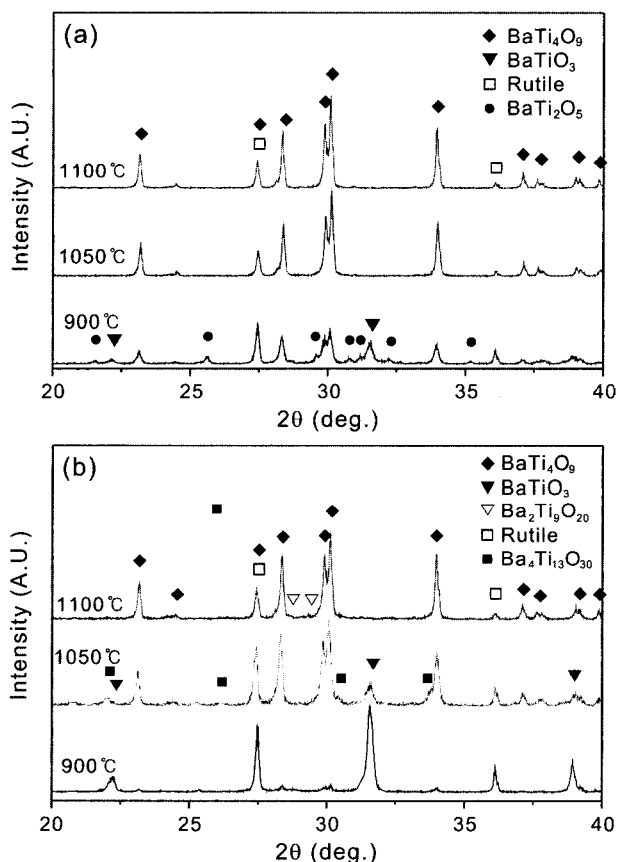 (a)
◆ BaTi₄O₉
▼ BaTiO₃
□ Rutile
● BaTi₂O₅
Intensity (A.U.)
1100℃
1050℃
900℃
20 25 30 35 40
2θ (deg.)
(b)
◆ BaTi₄O₉
▼ BaTiO₃
▽ Ba₂Ti₉O₂₀
□ Rutile
■ Ba₄Ti₁₃O₃₀
Intensity (A.U.)
1100℃
1050℃
900℃
20 25 30 35 40
2θ (deg.)